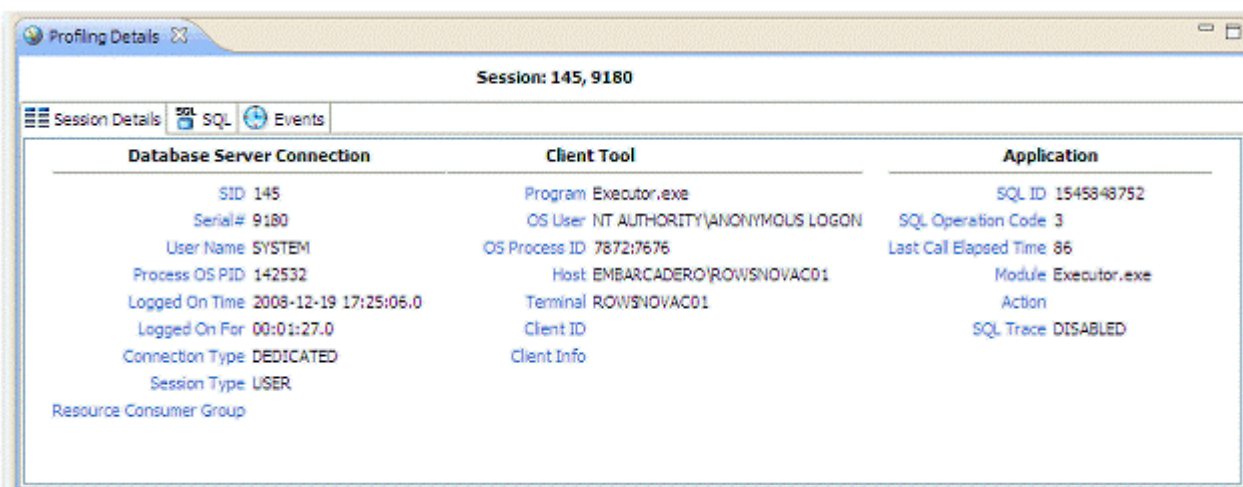 Profiling Details
Session: 145, 9180
Session Details SQL Events
Database Server Connection
SID 145
Serial# 9180
User Name SYSTEM
Process OS PID 142532
Logged On Time 2008-12-19 17:25:06.0
Logged On For 00:01:27.0
Connection Type DEDICATED
Session Type USER
Resource Consumer Group
Client Tool
Program Executor.exe
OS User NT AUTHORITY\ANONYMOUS LOGON
OS Process ID 7872:7676
Host EMBARCADERO\ROWSNOVAC01
Terminal ROWSNOVAC01
Client ID
Client Info
Application
SQL ID 1545848752
SQL Operation Code 3
Last Call Elapsed Time 86
Module Executor.exe
Action
SQL Trace DISABLED